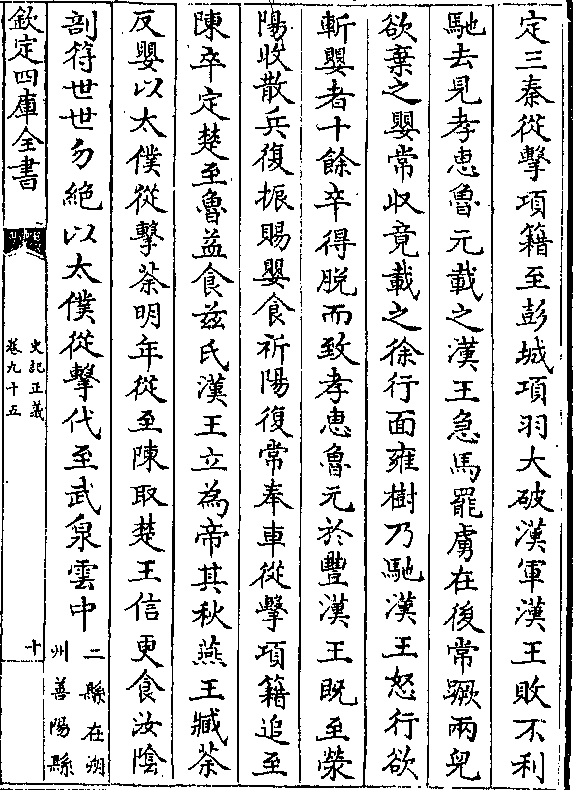 定三秦從擊項籍至彭城項羽大破漢軍漢王敗不利
馳去見孝惠魯元載之漢王急馬罷虜在後常蹶兩兒
欲棄之嬰常收竟載之徐行面雍樹乃馳漢王怒行欲
斬嬰者十餘卒得脫而致孝惠魯元於豐漢王既至滎
陽收散兵復振賜嬰食祈陽復常奉車從擊項籍追至
陳卒定楚至魯益食兹氏漢王立為帝其秋燕王臧荼
反嬰以太僕從擊荼明年從至陳取楚王信更食汝陰
剖符世世勿絕以太僕從擊代至武泉雲中
二縣在朔
州善陽縣
欽定四庫全書
史記正義
卷九十五
十